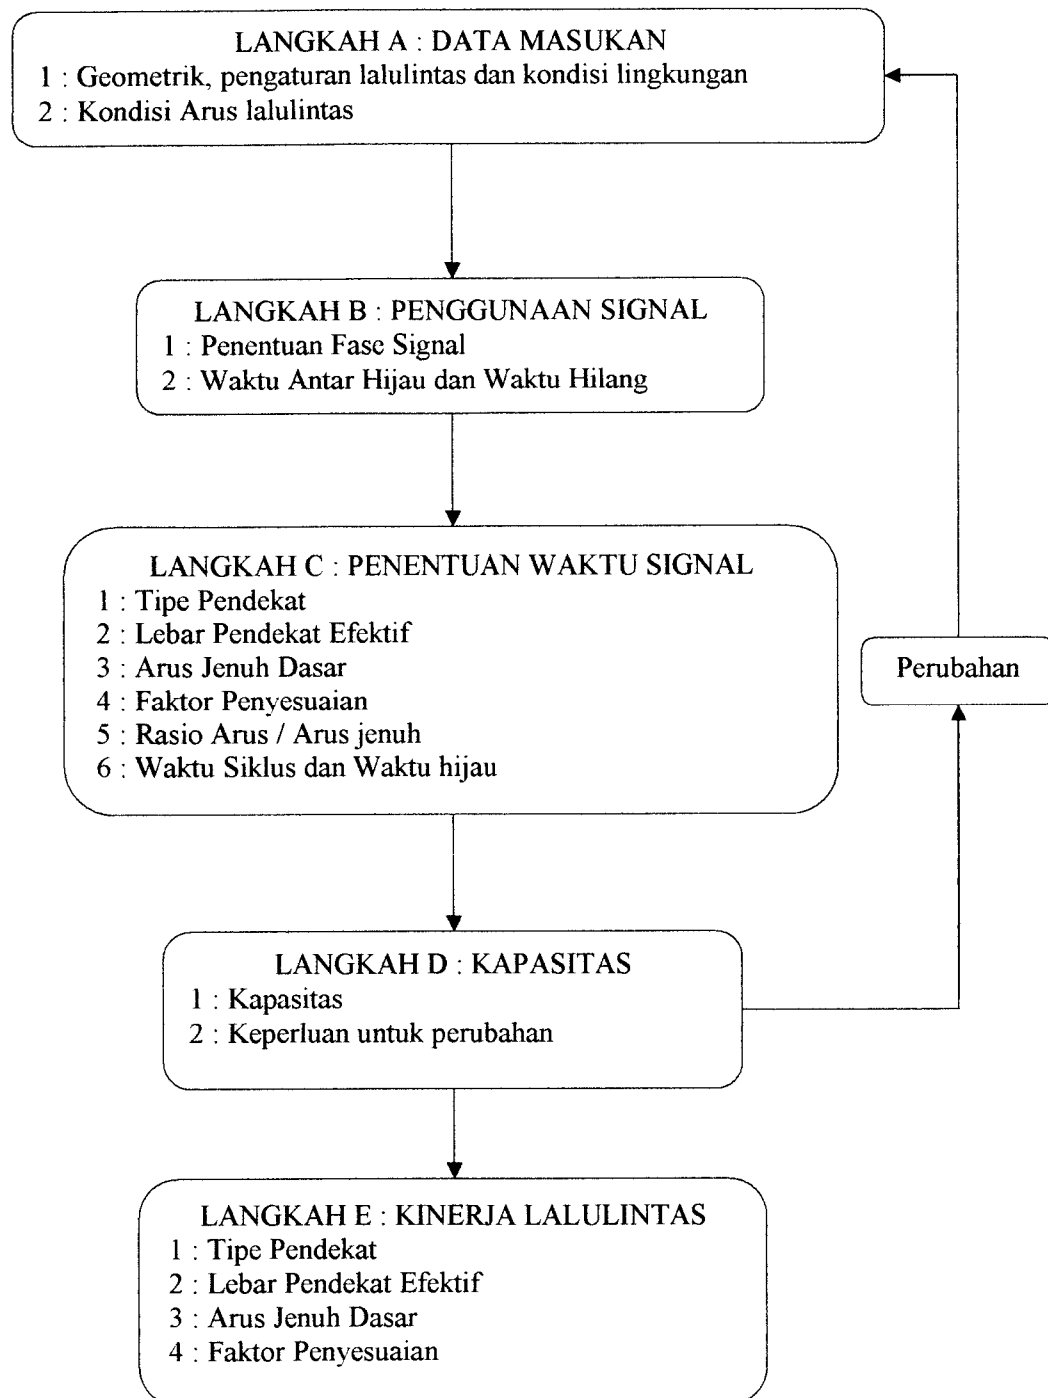 LANGKAH A : DATA MASUKAN
1 : Geometrik, pengaturan lalulintas dan kondisi lingkungan
2 : Kondisi Arus lalulintas
LANGKAH B : PENGGUNAAN SIGNAL
1 : Penentuan Fase Signal
2 : Waktu Antar Hijau dan Waktu Hilang
LANGKAH C : PENENTUAN WAKTU SIGNAL
1 : Tipe Pendekat
2 : Lebar Pendekat Efektif
3 : Arus Jenuh Dasar
4 : Faktor Penyesuaian
5 : Rasio Arus / Arus jenuh
6 : Waktu Siklus dan Waktu hijau
Perubahan
LANGKAH D : KAPASITAS
1 : Kapasitas
2 : Keperluan untuk perubahan
LANGKAH E : KINERJA LALULINTAS
1 : Tipe Pendekat
2 : Lebar Pendekat Efektif
3 : Arus Jenuh Dasar
4 : Faktor Penyesuaian